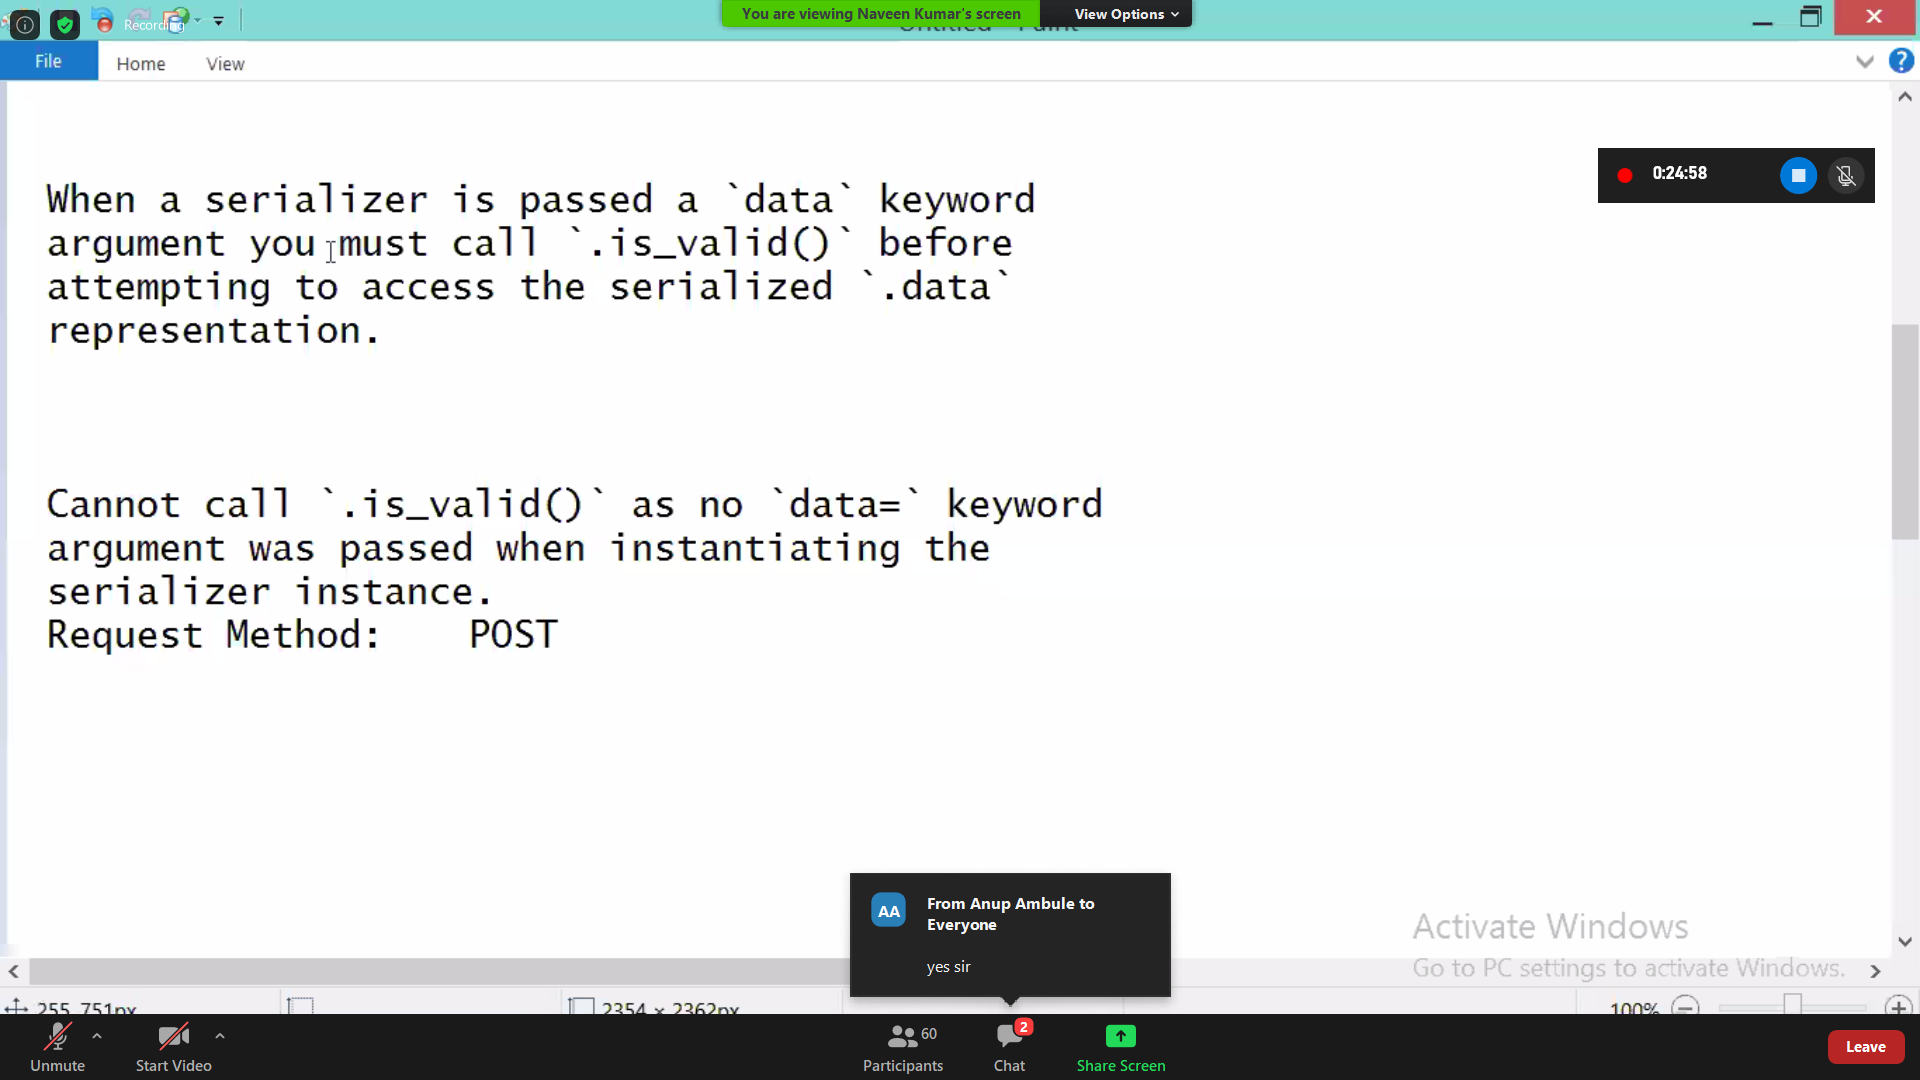 Recording
You are viewing Naveen Kumar's screen
View Options
File
Home
View
0:24:58
When a serializer is passed a `data` keyword
argument you must call `.is_valid()` before
attempting to access the serialized `.data`
representation.
Cannot call `.is_valid()` as no `data=` keyword
argument was passed when instantiating the
serializer instance.
Request Method: POST
AA
From Anup Ambule to
Everyone
yes sir
Activate Windows
Go to PC settings to activate Windows.
255, 751px
2354 × 2362px
100%
Unmute
Start Video
60
Participants
2
Chat
Share Screen
Leave